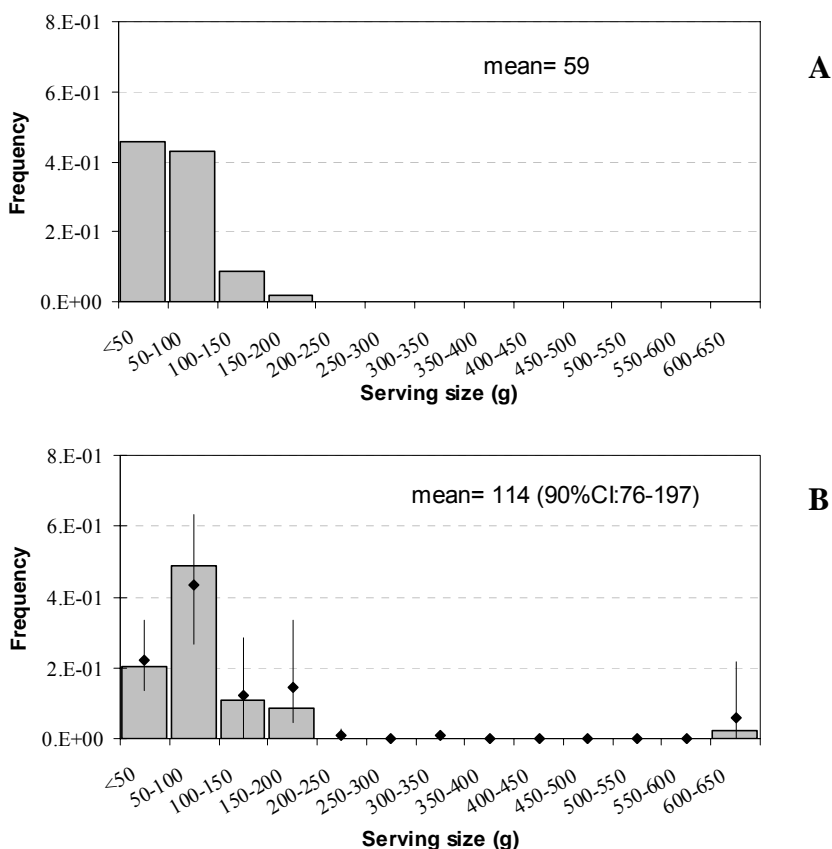 8.E-01
mean= 59
A
6.E-01
Frequency
4.E-01
2.E-01
0.E+00
<50
50-100
100-150
150-200
200-250
250-300
300-350
350-400
400-450
450-500
500-550
550-600
600-650
Serving size (g)
8.E-01
mean= 114 (90%CI:76-197)
B
6.E-01
Frequency
4.E-01
2.E-01
0.E+00
<50
50-100
100-150
150-200
200-250
250-300
300-350
350-400
400-450
450-500
500-550
550-600
600-650
Serving size (g)